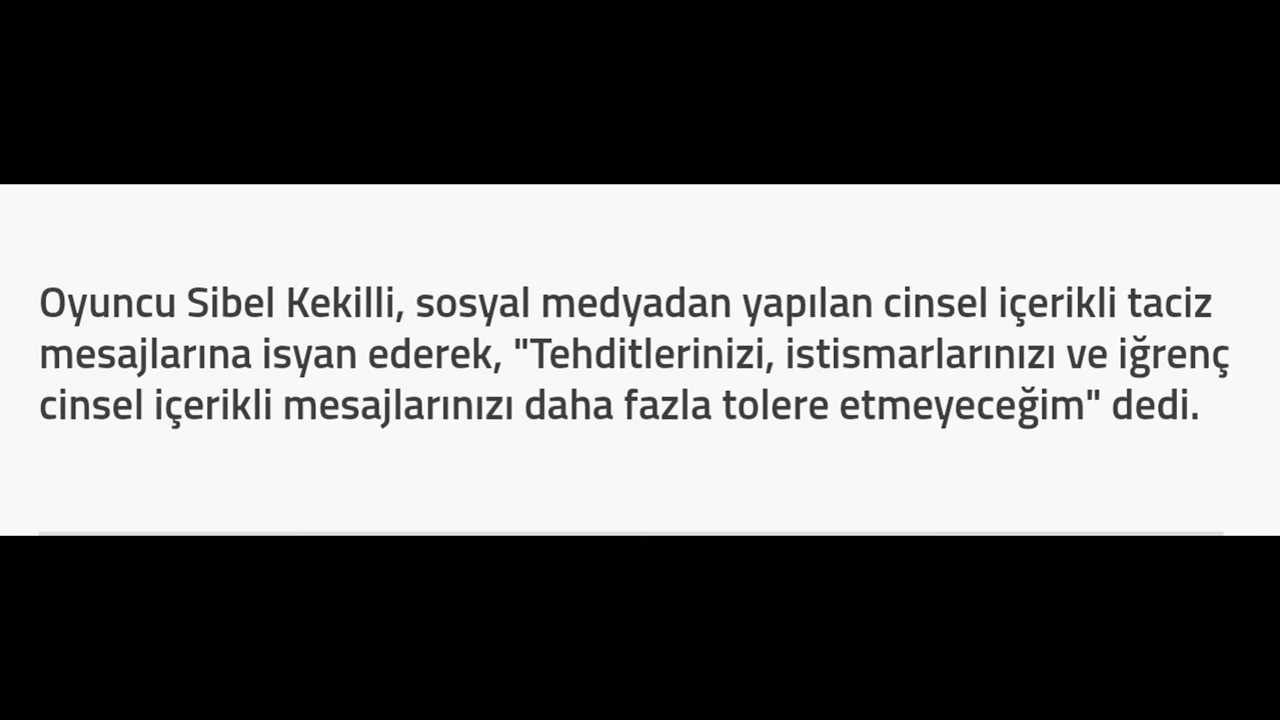 Oyuncu Sibel Kekilli, sosyal medyadan yapılan cinsel içerikli taciz
mesajlarına isyan ederek, "Tehditlerinizi, istismarlarınızı ve iğrenç
cinsel içerikli mesajlarınızı daha fazla tolere etmeyeceğim" dedi.